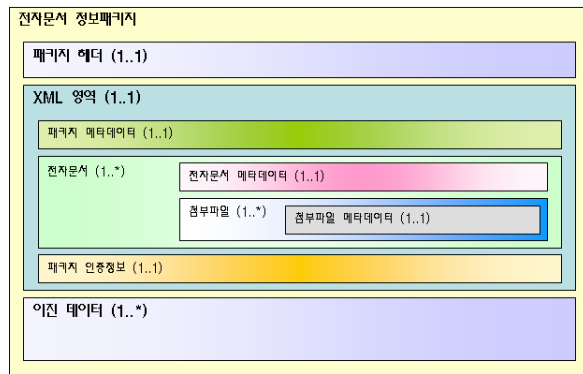 전자문서 정보패키지
패키지 헤더 (1..1)
XML 영역 (1..1)
패키지 메타데이터 (1..1)
전자문서 (1..*)
전자문서 메타데이터 (1..1)
첨부파일 (1..*)
첨부파일 메타데이터 (1..1)
패키지 인증정보 (1..1)
이진 데이터 (1..*)